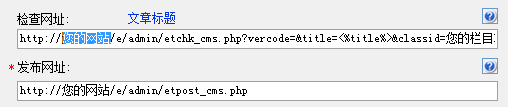 检查网址: 文章标题
http://您的网站/e/admin/etchk_cms.php?vercode=&title=<%title%>&classid=您的栏目
*发布网址:
http://您的网站/e/admin/etpost_cms.php